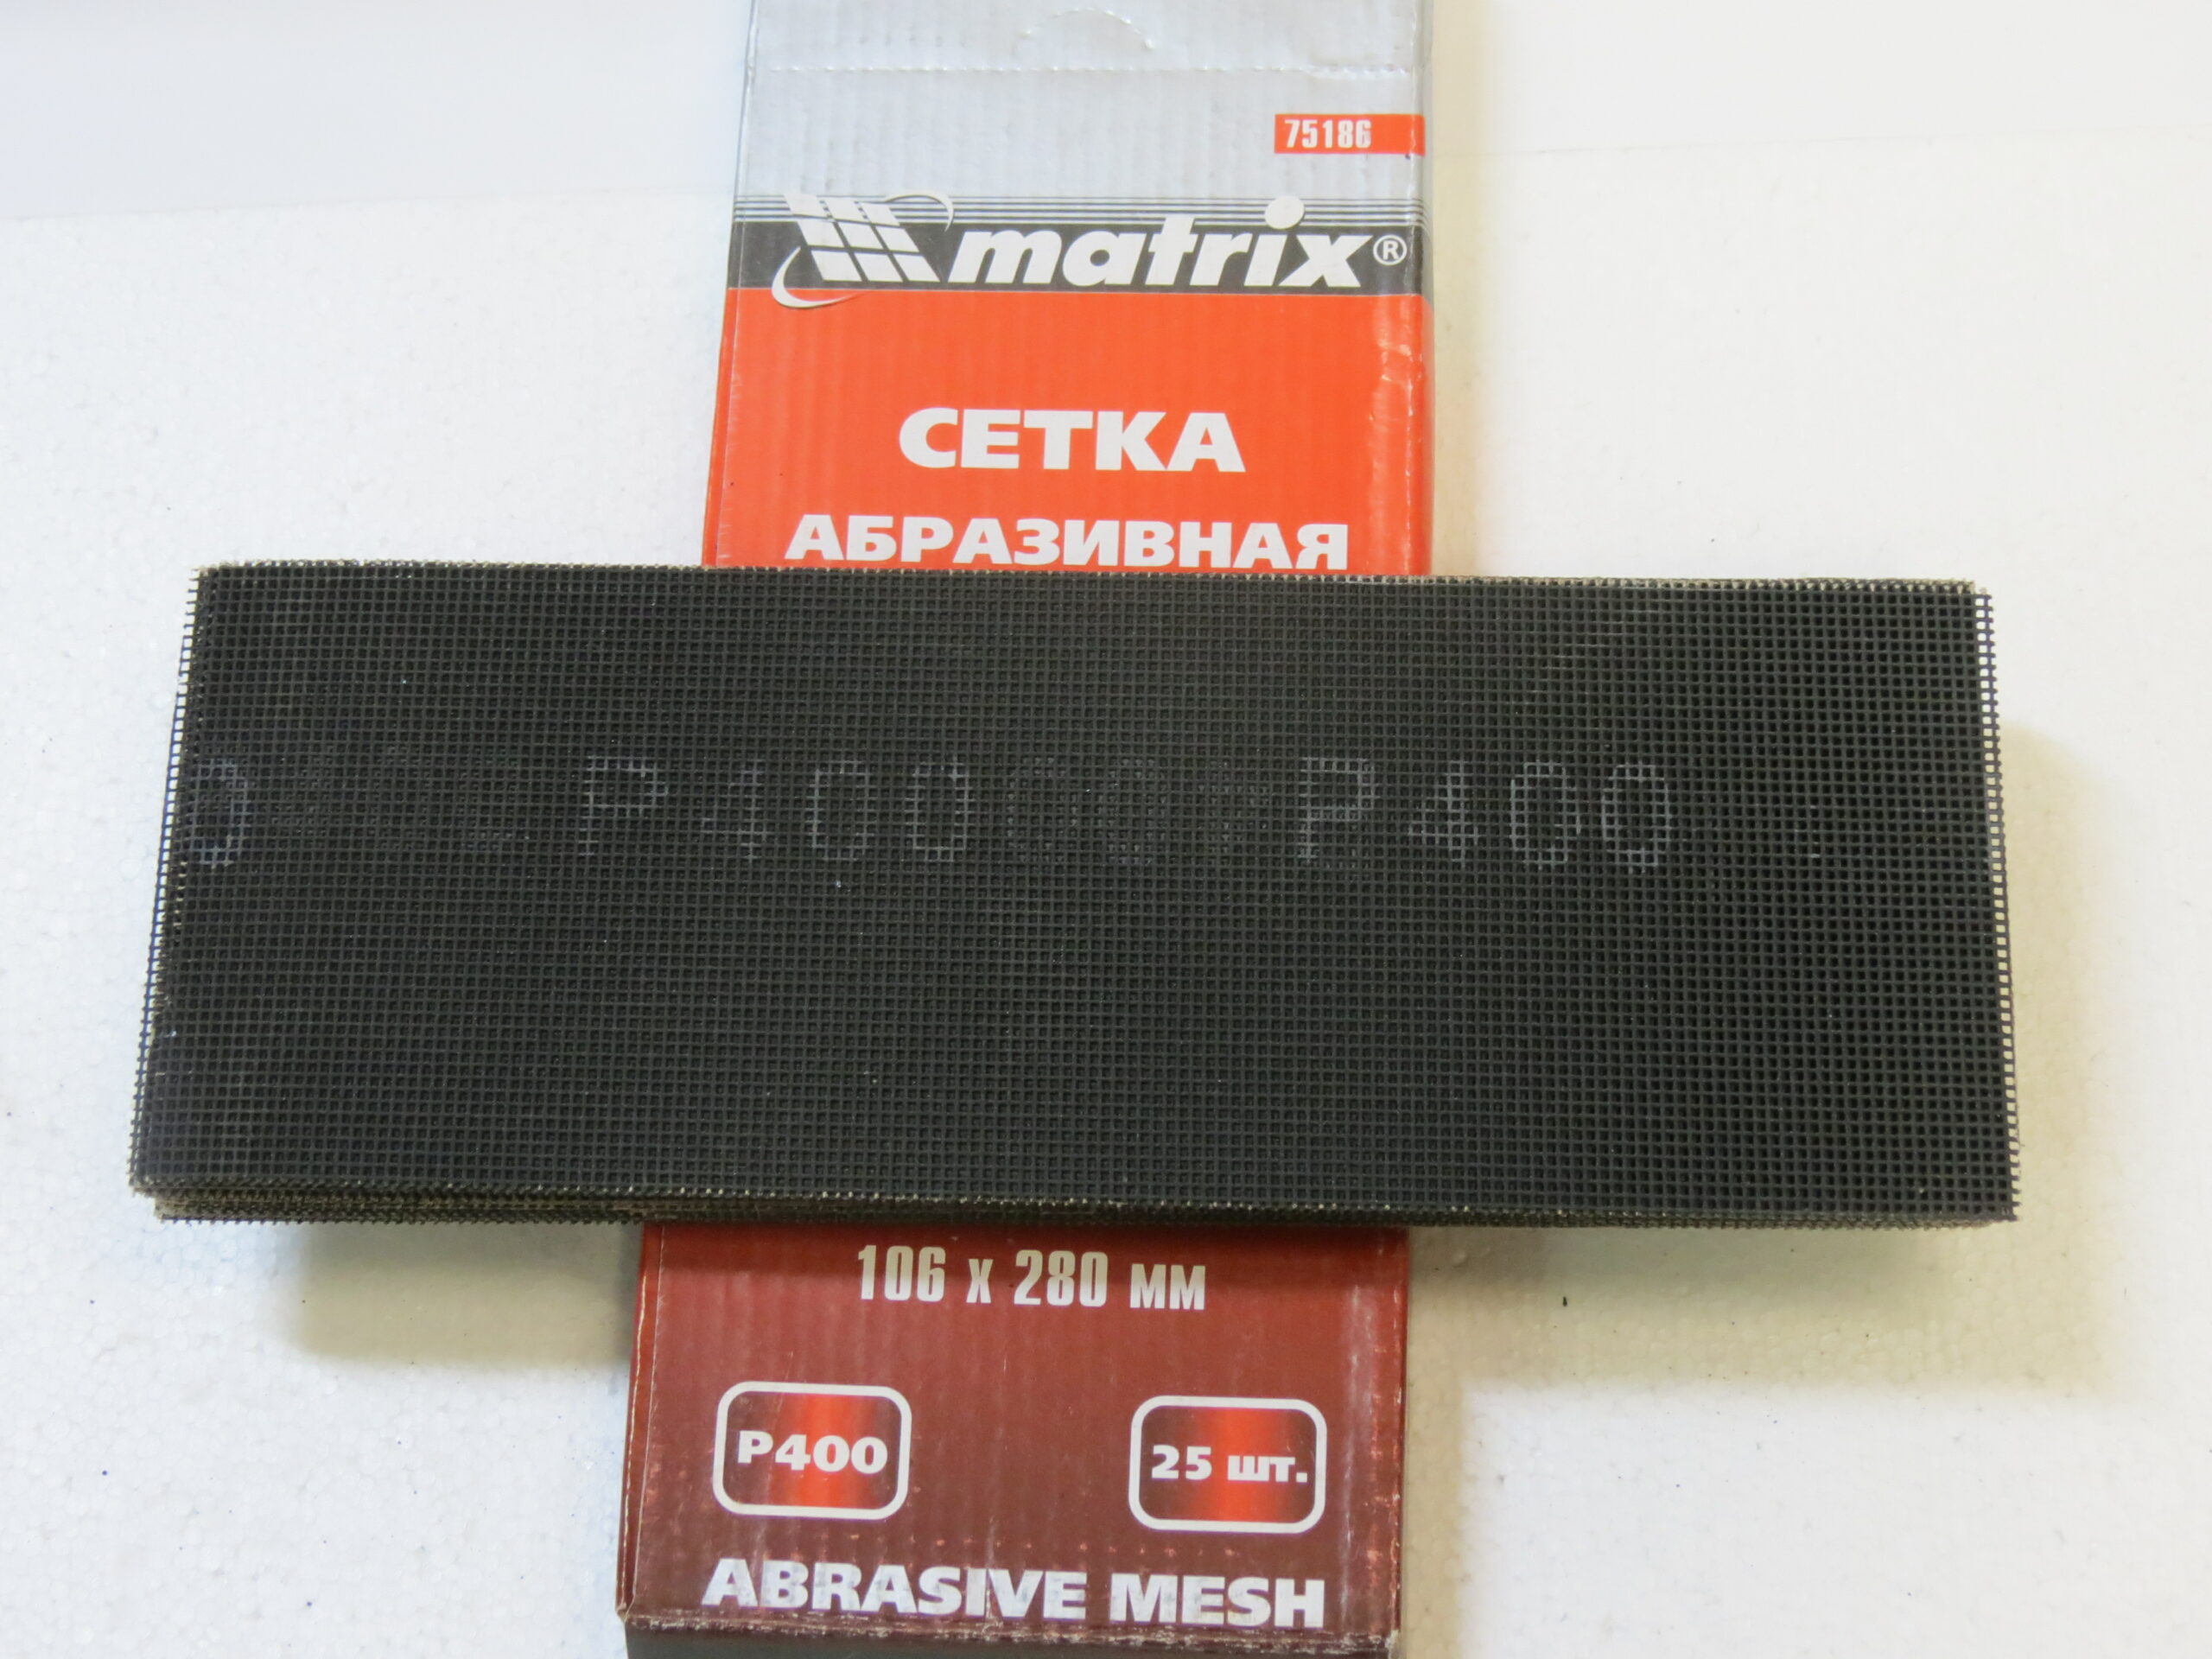 75186
matrix®
СЕТКА
АБРАЗИВНАЯ
P400 P400
106 x 280 мм
P400
25 шт.
ABRASIVE MESH